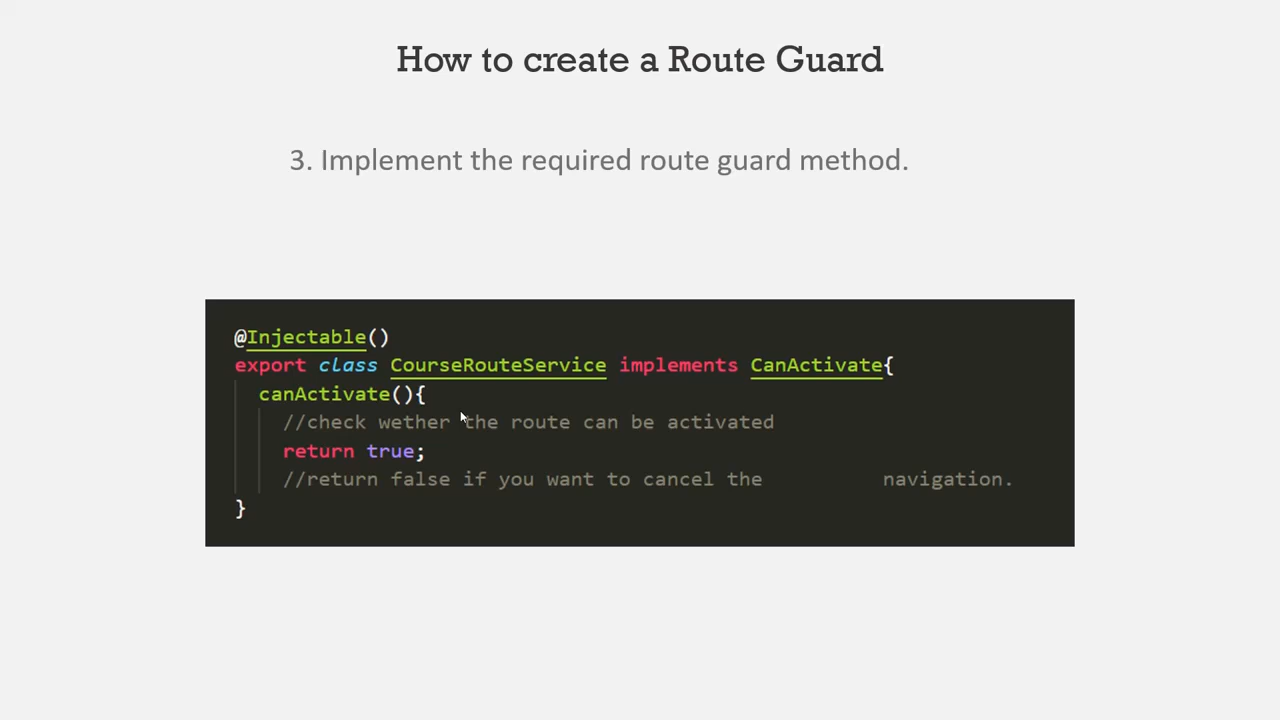 How to create a Route Guard
3. Implement the required route guard method.
@Injectable()
export class CourseRouteService implements CanActivate{
canActivate(){
//check wether the route can be activated
return true;
//return false if you want to cancel the navigation.
}